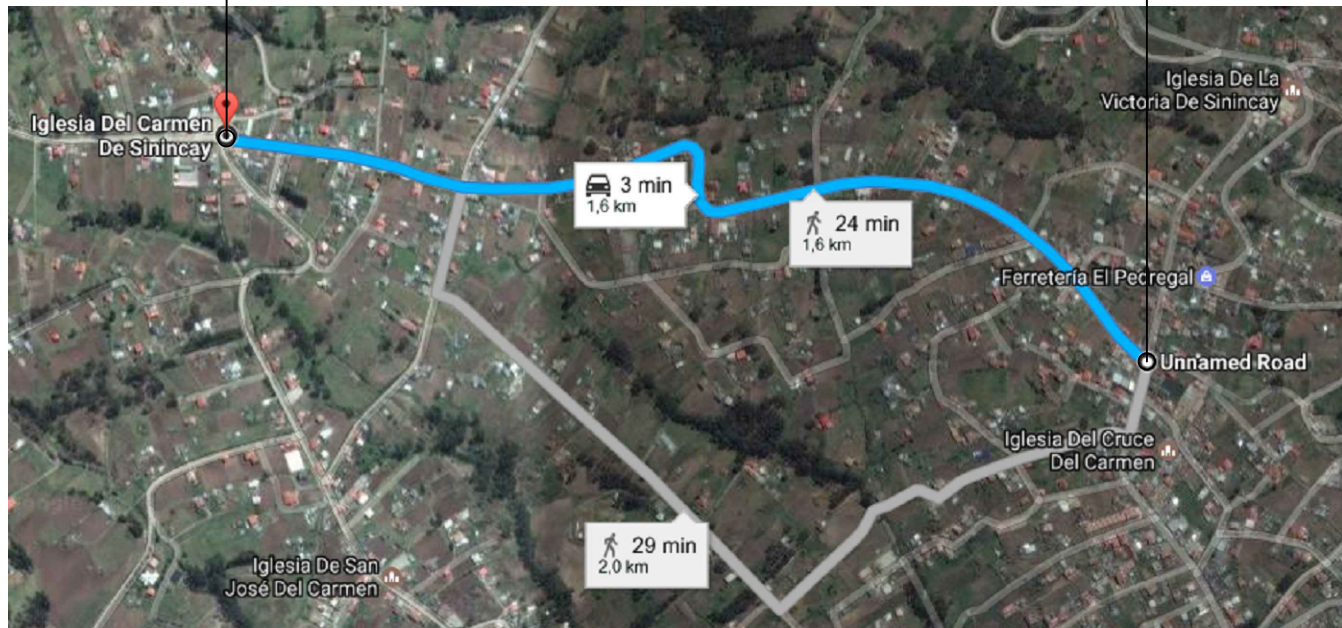 Iglesia De La
Victoria De Sinincay
Iglesia Del Carmen
De Sinincay
3 min
1,6 km
24 min
1,6 km
Ferretería El Pedregal
Unnamed Road
Iglesia Del Cruce
Del Carmen
29 min
2,0 km
Iglesia De San
José Del Carmen